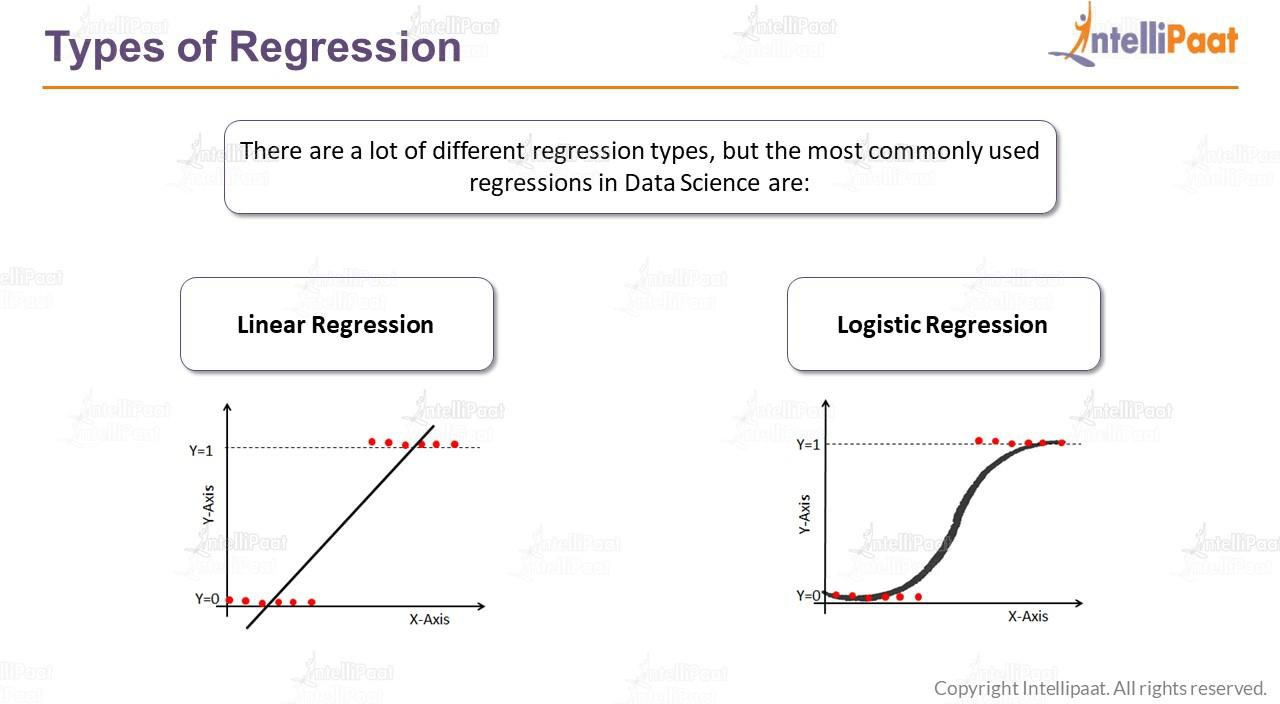 Types of Regression
IntelliPaat
There are a lot of different regression types, but the most commonly used
regressions in Data Science are:
Linear Regression
Logistic Regression
Y=1
Y-Axis
Y=0
X-Axis
Y=1
Y-Axis
Y=0
X-Axis
Copyright Intellipaat. All rights reserved.